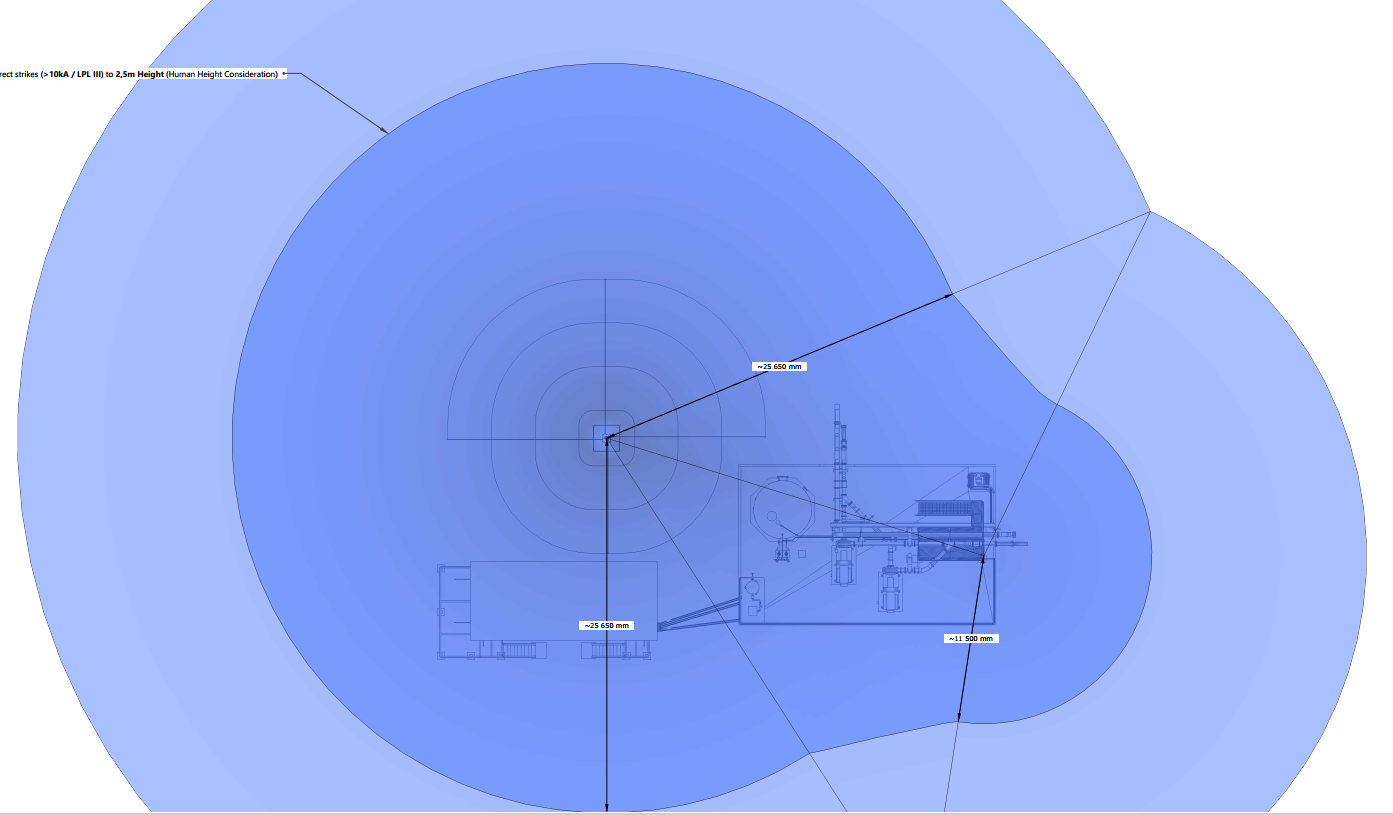 rect strikes (>10kA / LPL III) to 2,5m Height (Human Height Consideration)
~25 650 mm
~25 650 mm
~11 500 mm